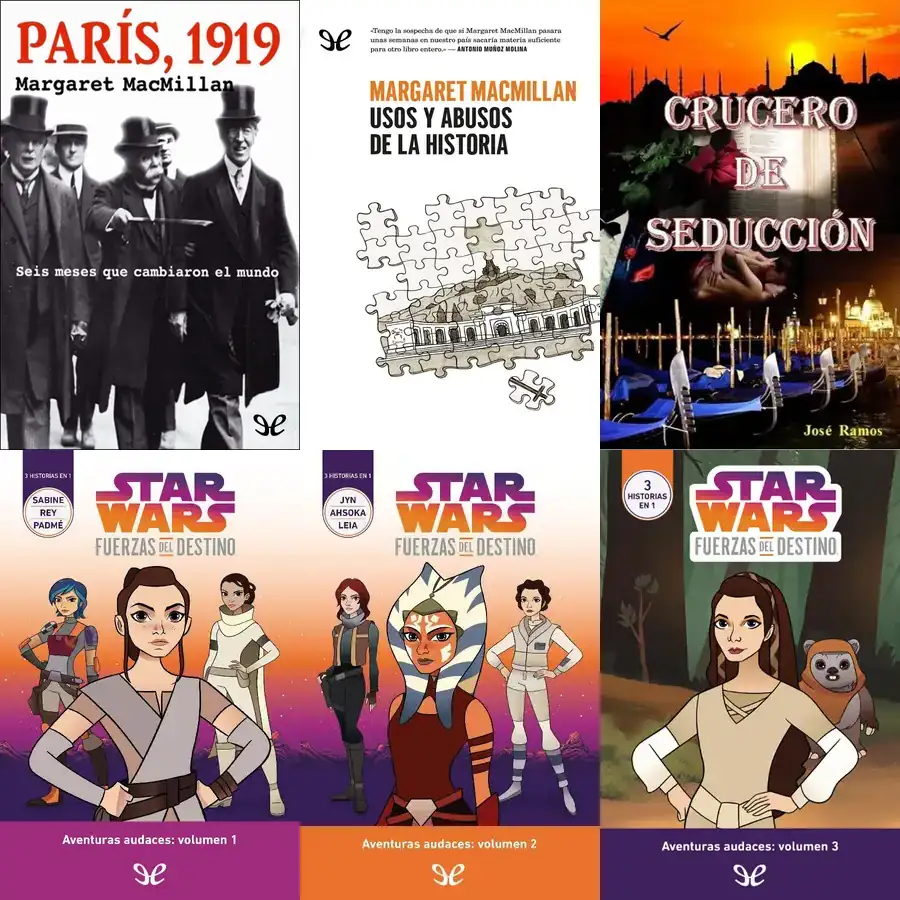 PARÍS, 1919
Margaret MacMillan
Seis meses que cambiaron el mundo
«Tengo la sospecha de que si Margaret MacMillan pasara
unas semanas en nuestro país sacaría materia suficiente
para otro libro entero.» — ANTONIO MUÑOZ MOLINA
MARGARET MACMILLAN
USOS Y ABUSOS
DE LA HISTORIA
CRUCERO
DE
SEDUCCIÓN
José Ramos
3 HISTORIAS EN 1
SABINE
REY
PADMÉ
STAR
WARS
FUERZAS DEL DESTINO
Aventuras audaces: volumen 1
3 HISTORIAS EN 1
JYN
AHSOKA
LEIA
STAR
WARS
FUERZAS DEL DESTINO
Aventuras audaces: volumen 2
3
HISTORIAS
EN 1
STAR
WARS
FUERZAS DEL DESTINO
Aventuras audaces: volumen 3